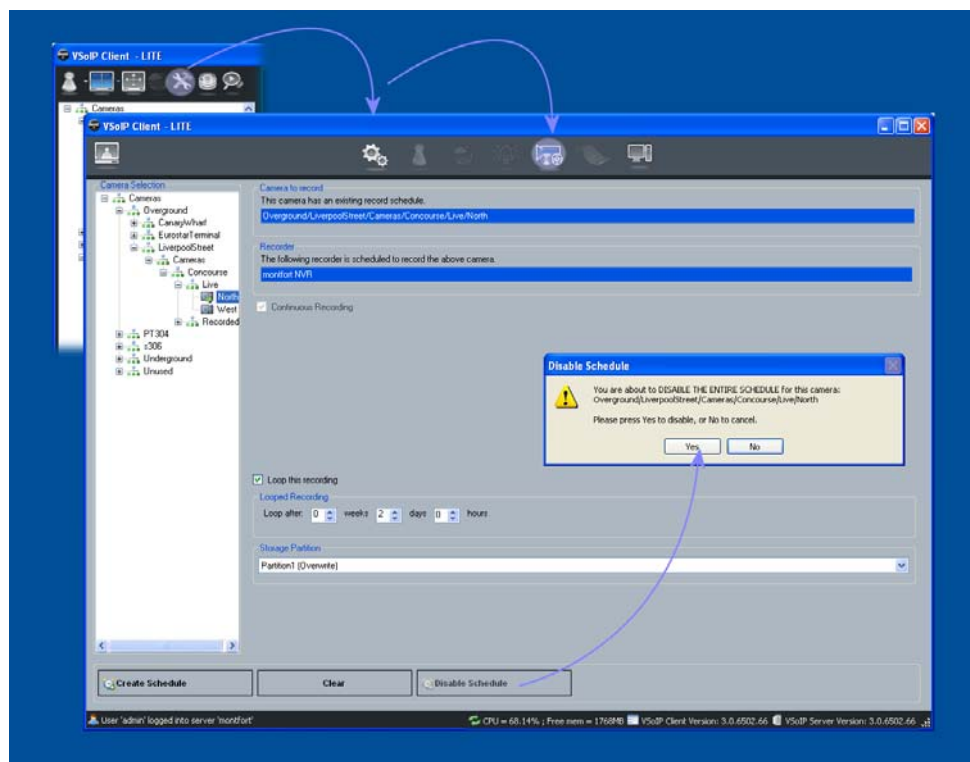 VSoIP Client - LITE
Cameras
VSoIP Client - LITE
Camera Selection
Cameras
Overground
CanaryWharf
EurostarTerminal
LiverpoolStreet
Cameras
Concourse
Live
North
West
Recorded
PT304
s306
Underground
Unused
Camera to record
This camera has an existing record schedule.
Overground/LiverpoolStreet/Cameras/Concourse/Live/North
Recorder
The following recorder is scheduled to record the above camera.
montfort NVR
Continuous Recording
Disable Schedule
You are about to DISABLE THE ENTIRE SCHEDULE for this camera:
Overground/LiverpoolStreet/Cameras/Concourse/Live/North
Please press Yes to disable, or No to cancel.
Yes No
Loop this recording
Looped Recording
Loop after: 0 weeks 2 days 0 hours
Storage Partition
Partition1 (Overwrite)
Create Schedule Clear Disable Schedule
User 'admin' logged into server 'montfort' CPU = 68.14% ; Free mem = 1768MB VSoIP Client Version: 3.0.6502.66 VSoIP Server Version: 3.0.6502.66